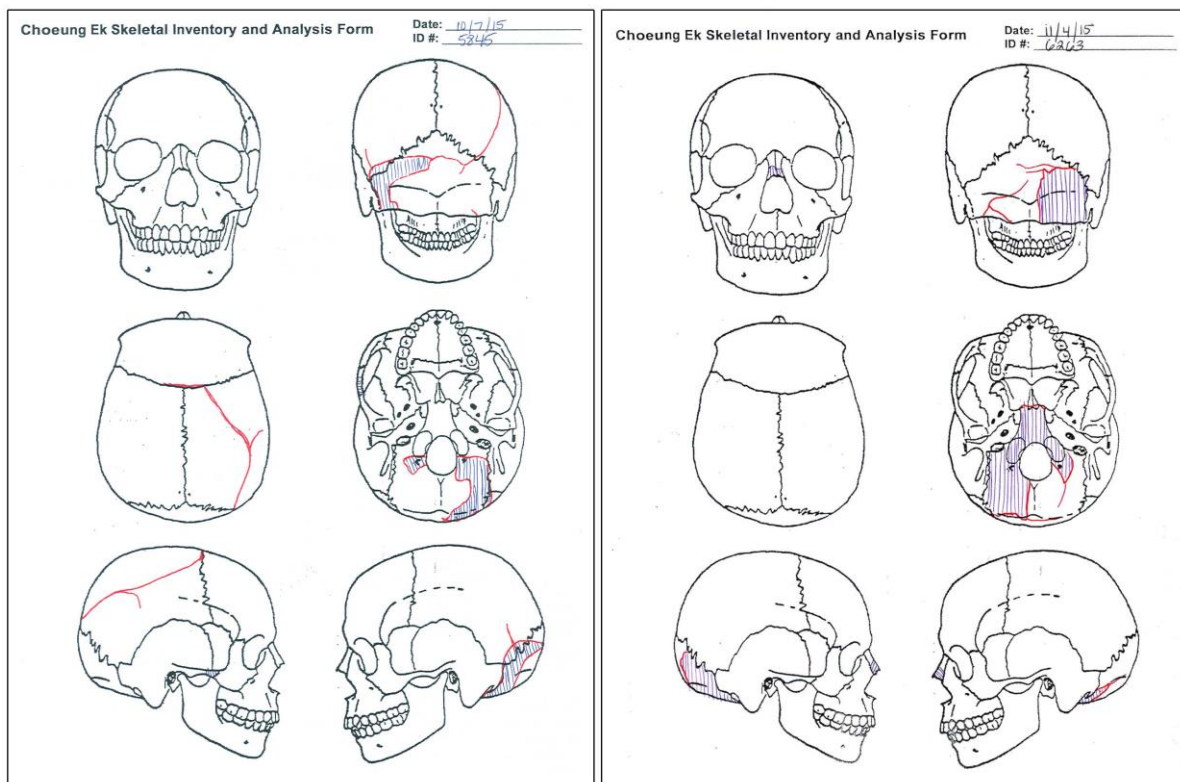 Choeung Ek Skeletal Inventory and Analysis Form
Date: 10/7/15
ID #: 5845
Choeung Ek Skeletal Inventory and Analysis Form
Date: 11/4/15
ID #: 6263